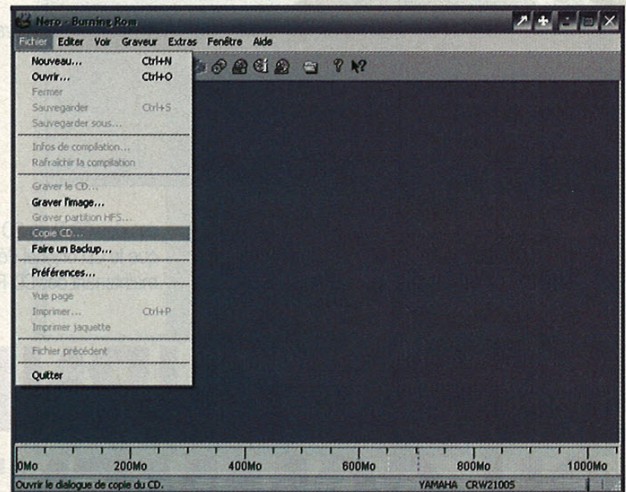 Nero - Burning Rom
Fichier Editer Voir Graveur Extras Fenêtre Aide
Nouveau... Ctrl+N
Ouvrir... Ctrl+O
Fermer
Sauvegarder Ctrl+S
Sauvegarder sous...
Infos de compilation...
Rafraîchir la compilation
Graver le CD...
Graver l'image...
Graver partition HFS...
Copie CD...
Faire un Backup...
Préférences...
Vue page
Imprimer... Ctrl+P
Imprimer jaquette
Fichier précédent
Quitter
0Mo 200Mo 400Mo 600Mo 800Mo 1000Mo
Ouvrir le dialogue de copie du CD. YAMAHA CRW2100S